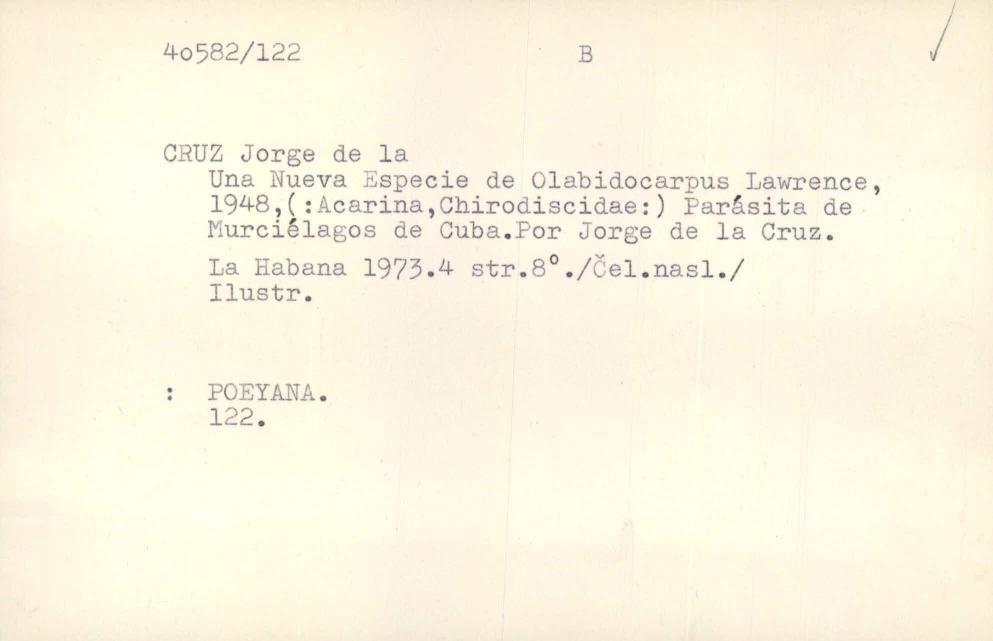 4o582/122 B
CRUZ Jorge de la
Una Nueva Especie de Olabidocarpus Lawrence,
1948,(:Acarina,Chirodiscidae:) Parásita de
Murciélagos de Cuba.Por Jorge de la Cruz.
La Habana 1973.4 str.8°./Čel.nasl./
Ilustr.
: POEYANA.
122.